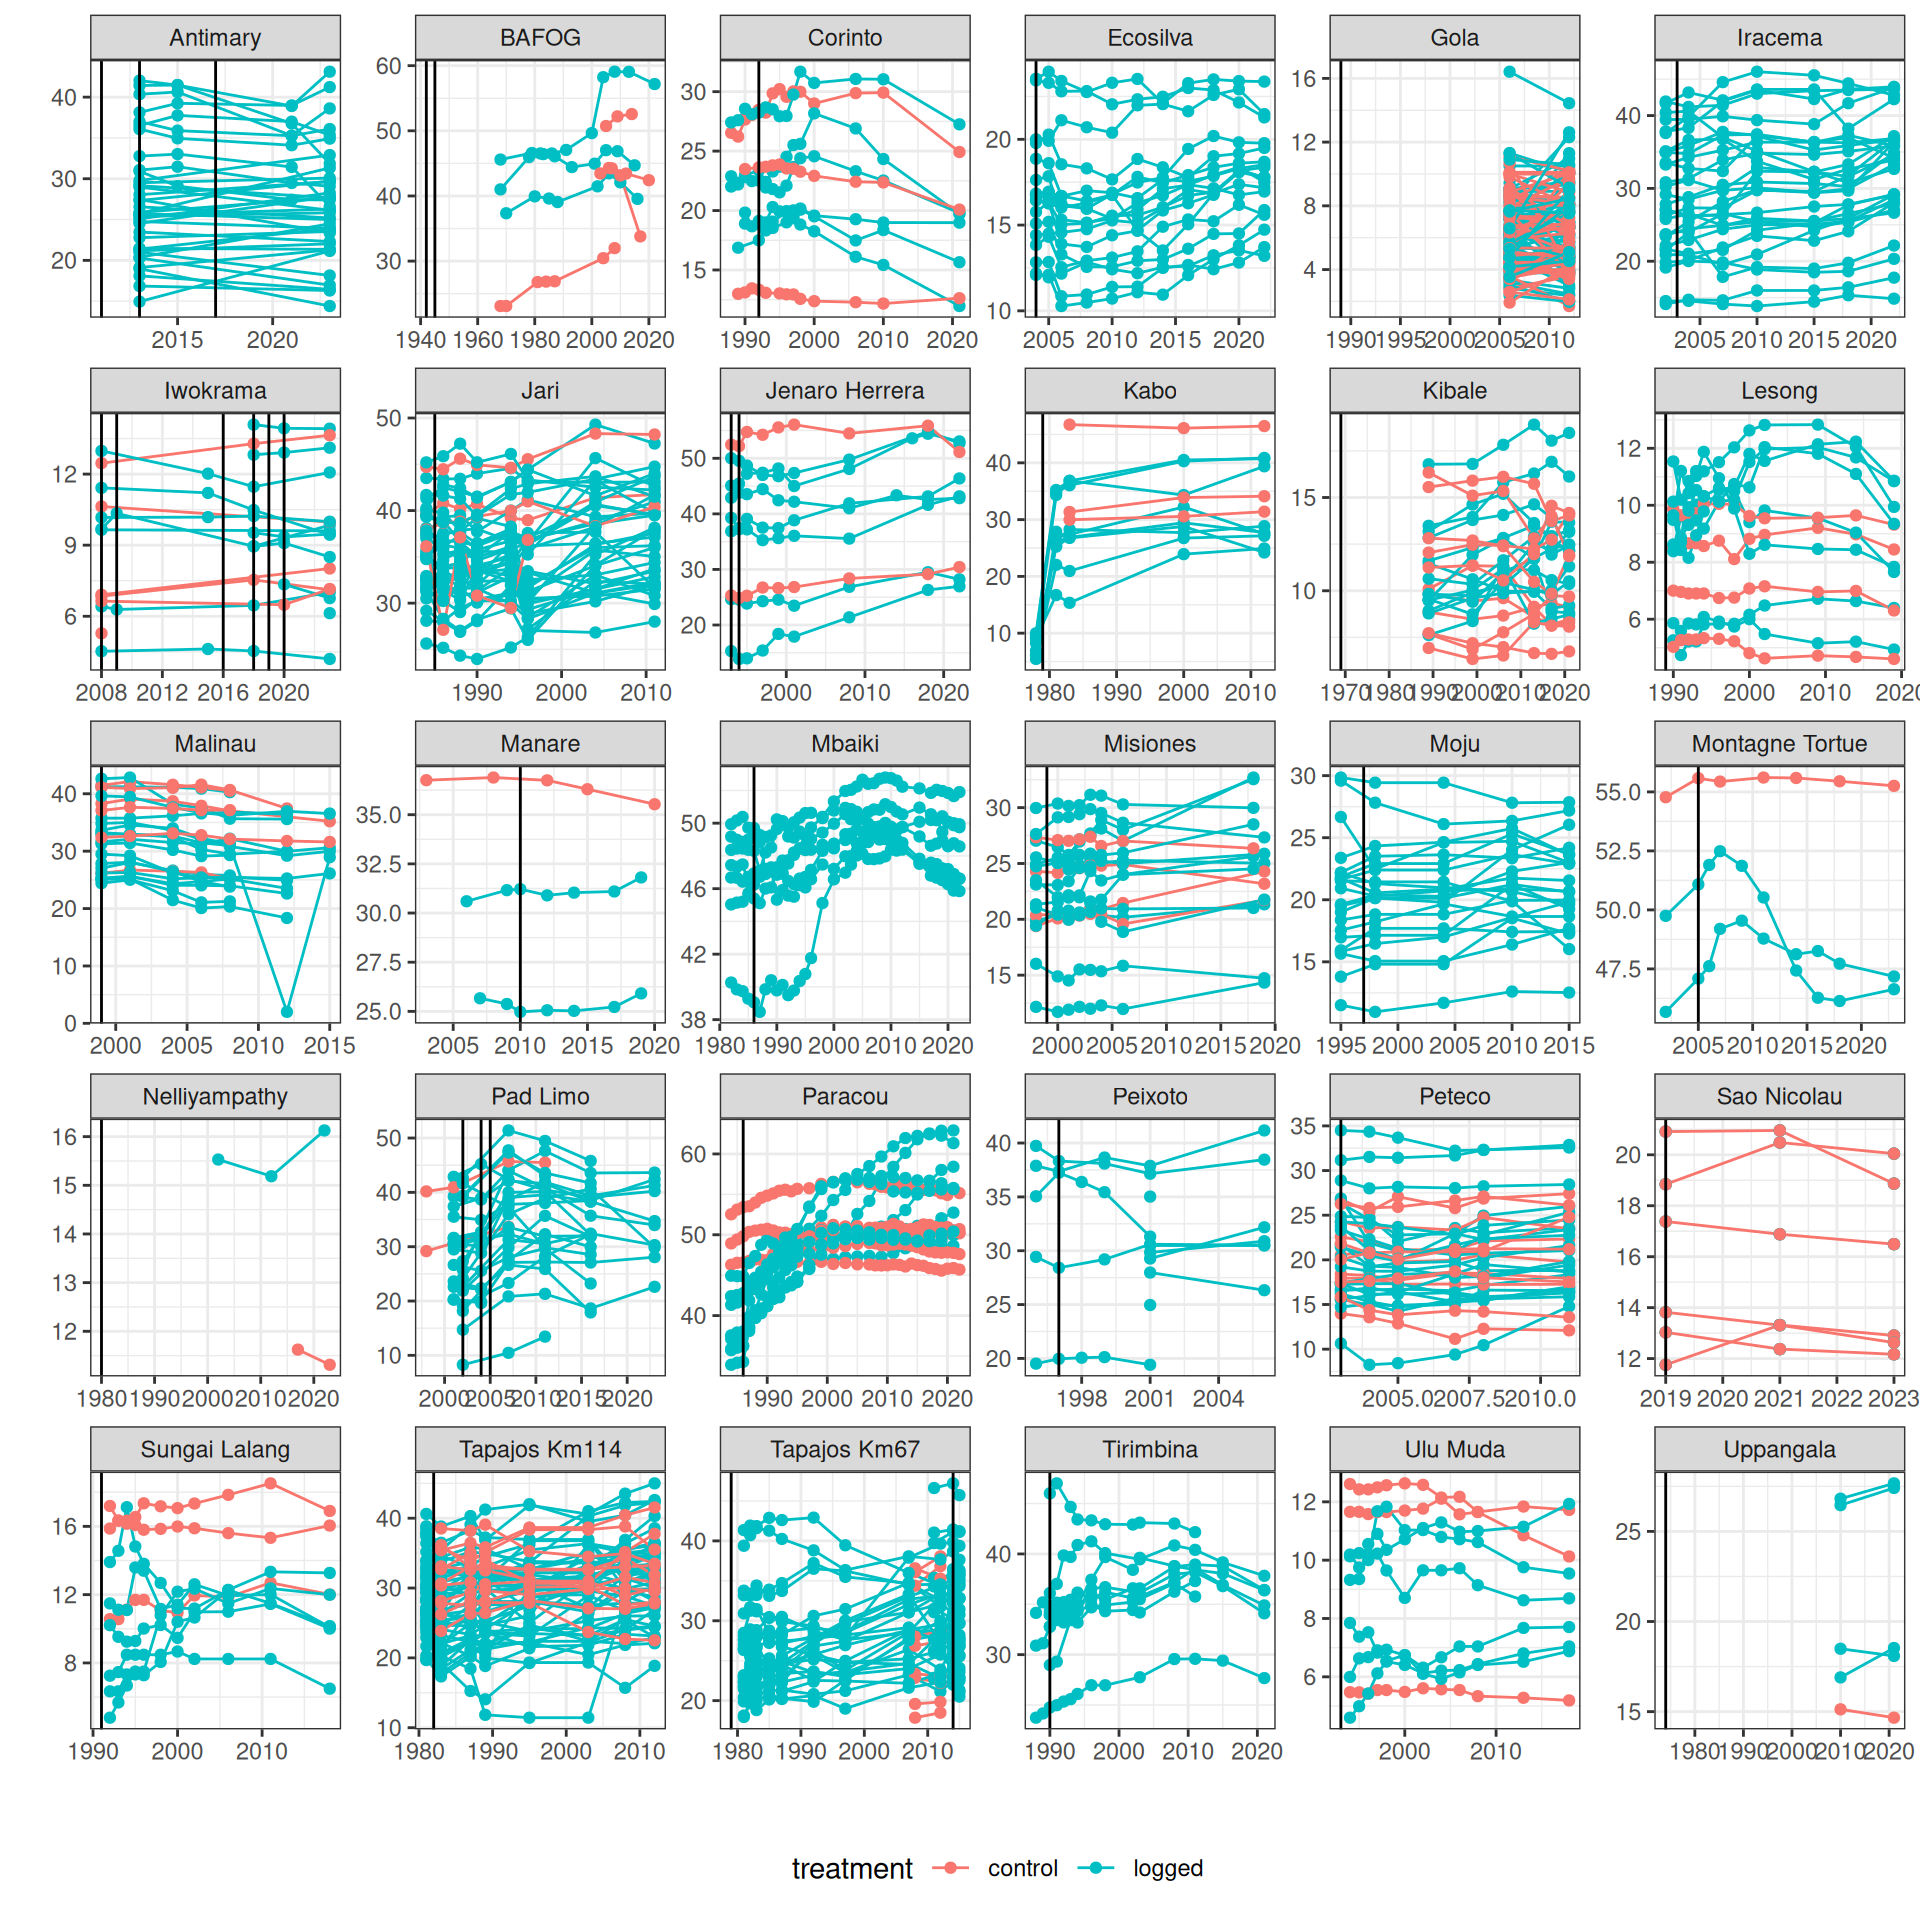 Antimary BAFOG Corinto Ecosilva Gola Iracema
40 30 20
60 50 40 30
30 25 20 15
20 15 10
16 12 8 4
40 30 20
2015 2020
1940 1960 1980 2000 2020
1990 2000 2010 2020
2005 2010 2015 2020
1990 1995 2000 2005 2010
2005 2010 2015 2020
Iwokrama Jari Jenaro Herrera Kabo Kibale Lesong
12 9 6
50 40 30
50 40 30 20
40 30 20 10
15 10
12 10 8 6
2008 2012 2016 2020
1990 2000 2010
2000 2010 2020
1980 1990 2000 2010
1970 1980 1990 2000 2010 2020
1990 2000 2010 2020
Malinau Manare Mbaiki Misiones Moju Montagne Tortue
40 30 20 10 0
35.0 32.5 30.0 27.5 25.0
50 46 42 38
30 25 20 15
30 25 20 15
55.0 52.5 50.0 47.5
2000 2005 2010 2015
2005 2010 2015 2020
1980 1990 2000 2010 2020
2000 2005 2010 2015 2020
1995 2000 2005 2010 2015
2005 2010 2015 2020
Nelliyampathy Pad Limo Paracou Peixoto Peteco Sao Nicolau
16 15 14 13 12
50 40 30 20 10
60 50 40
40 35 30 25 20
35 30 25 20 15 10
20 18 16 14 12
1980 1990 2000 2010 2020
2000 2005 2010 2015 2020
1990 2000 2010 2020
1998 2001 2004
2005.0 2007.5 2010.0
2019 2020 2021 2022 2023
Sungai Lalang Tapajos Km114 Tapajos Km67 Tirimbina Ulu Muda Uppangala
16 12 8
40 30 20 10
40 30 20
40 30
12 10 8 6
25 20 15
1990 2000 2010
1980 1990 2000 2010
1980 1990 2000 2010
1990 2000 2010 2020
2000 2010
1980 1990 2000 2010 2020
treatment control logged